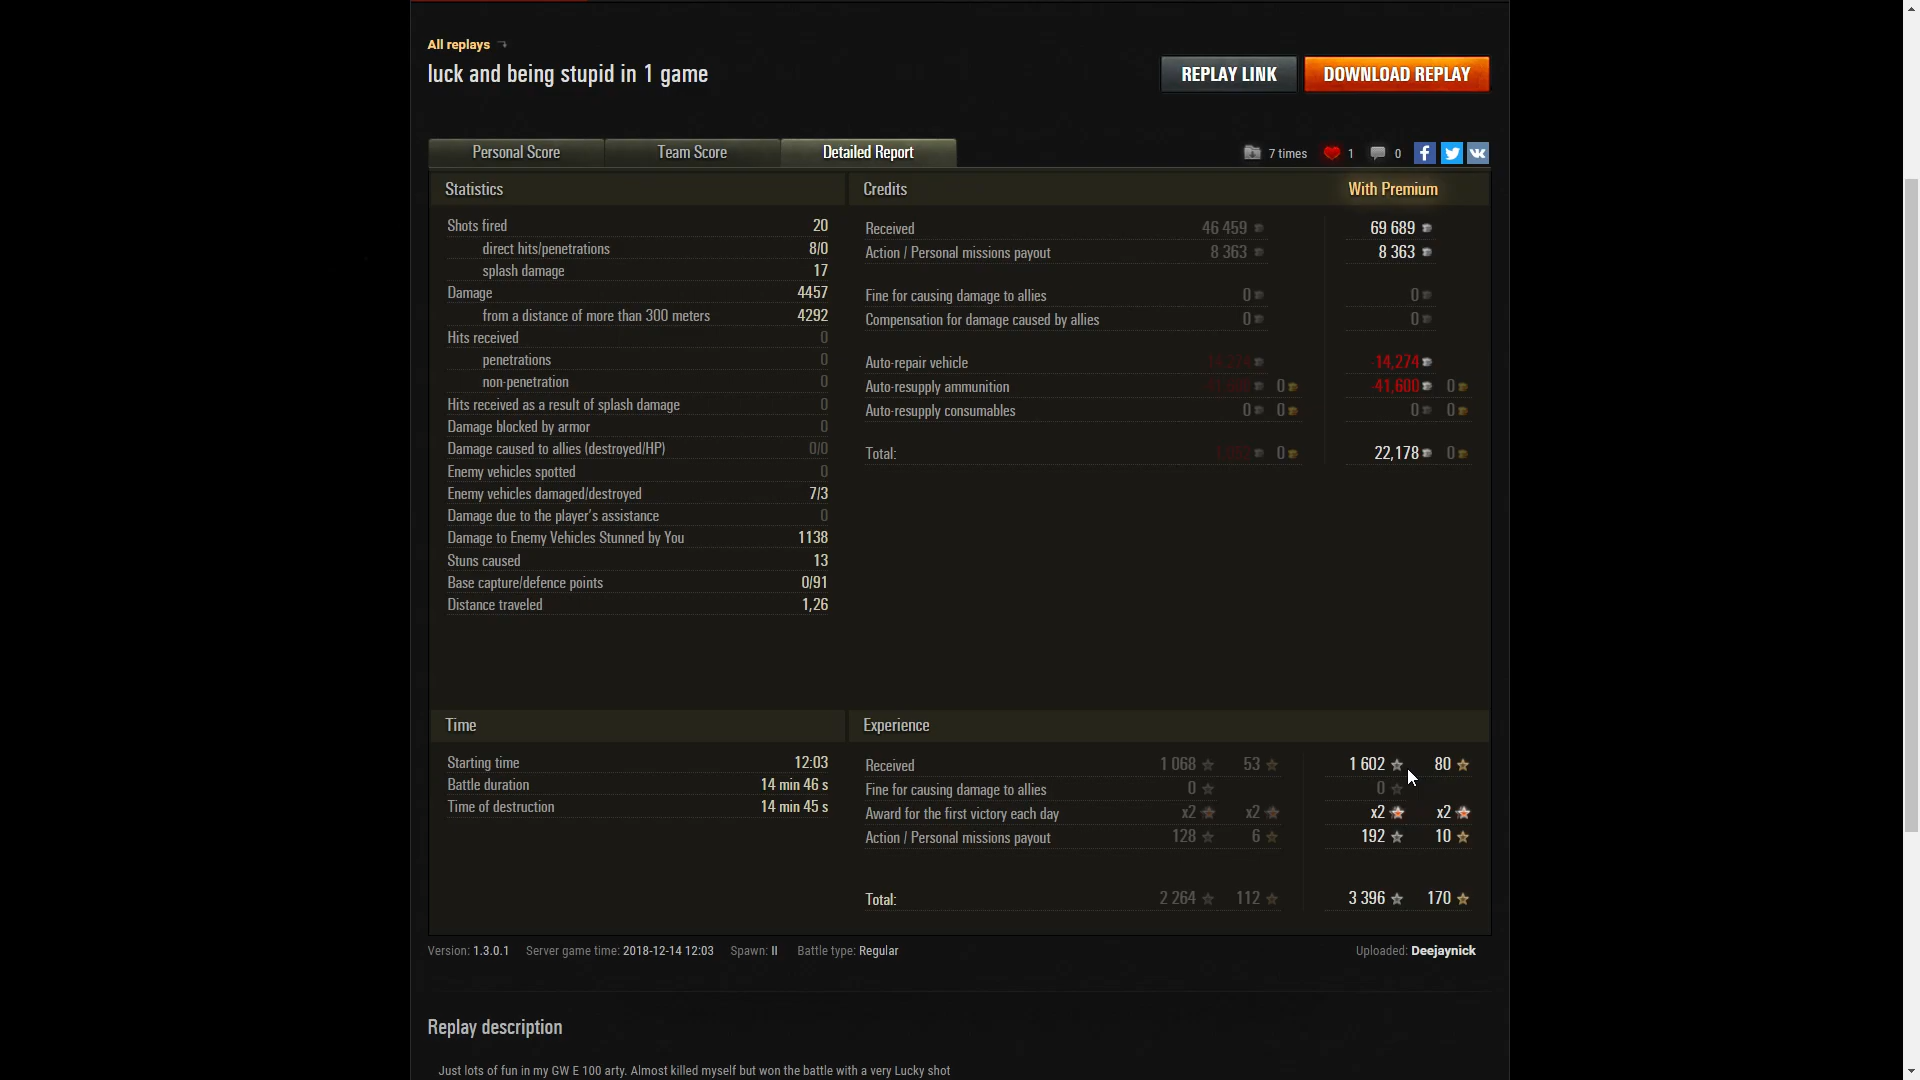 All replays
luck and being stupid in 1 game
REPLAY LINK
DOWNLOAD REPLAY
Personal Score
Team Score
Detailed Report
7 times
1
0
Statistics
Shots fired 20
direct hits/penetrations 8/0
splash damage 17
Damage 4457
from a distance of more than 300 meters 4292
Hits received 0
penetrations 0
non-penetration 0
Hits received as a result of splash damage 0
Damage blocked by armor 0
Damage caused to allies (destroyed/HP) 0/0
Enemy vehicles spotted 0
Enemy vehicles damaged/destroyed 7/3
Damage due to the player's assistance 0
Damage to Enemy Vehicles Stunned by You 1138
Stuns caused 13
Base capture/defence points 0/91
Distance traveled 1,26
Credits With Premium
Received 46 459 69 689
Action / Personal missions payout 8 363 8 363
Fine for causing damage to allies 0 0
Compensation for damage caused by allies 0 0
Auto-repair vehicle -14,274 -14,274
Auto-resupply ammunition 0 -41,600 0
Auto-resupply consumables 0 0 0 0
Total: 0 22,178 0
Time
Starting time 12:03
Battle duration 14 min 46 s
Time of destruction 14 min 45 s
Experience
Received 1 068 53 1 602 80
Fine for causing damage to allies 0 0
Award for the first victory each day x2 x2 x2 x2
Action / Personal missions payout 128 6 192 10
Total: 2 264 112 3 396 170
Version: 1.3.0.1 Server game time: 2018-12-14 12:03 Spawn: II Battle type: Regular Uploaded: Deejaynick
Replay description
Just lots of fun in my GW E 100 arty. Almost killed myself but won the battle with a very Lucky shot